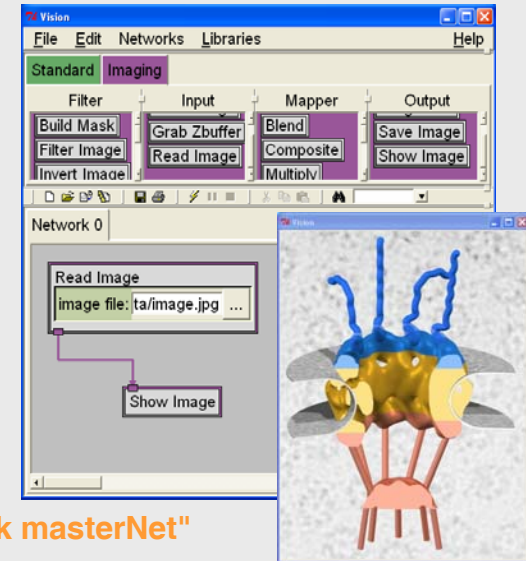 Vision
File Edit Networks Libraries Help
Standard Imaging
Filter Input Mapper Output
Build Mask Grab Zbuffer Blend Save Image
Filter Image Read Image Composite Show Image
Invert Image Multiply
Network 0
Vision
Read Image
image file: ta/image.jpg ...
Show Image
k masterNet"